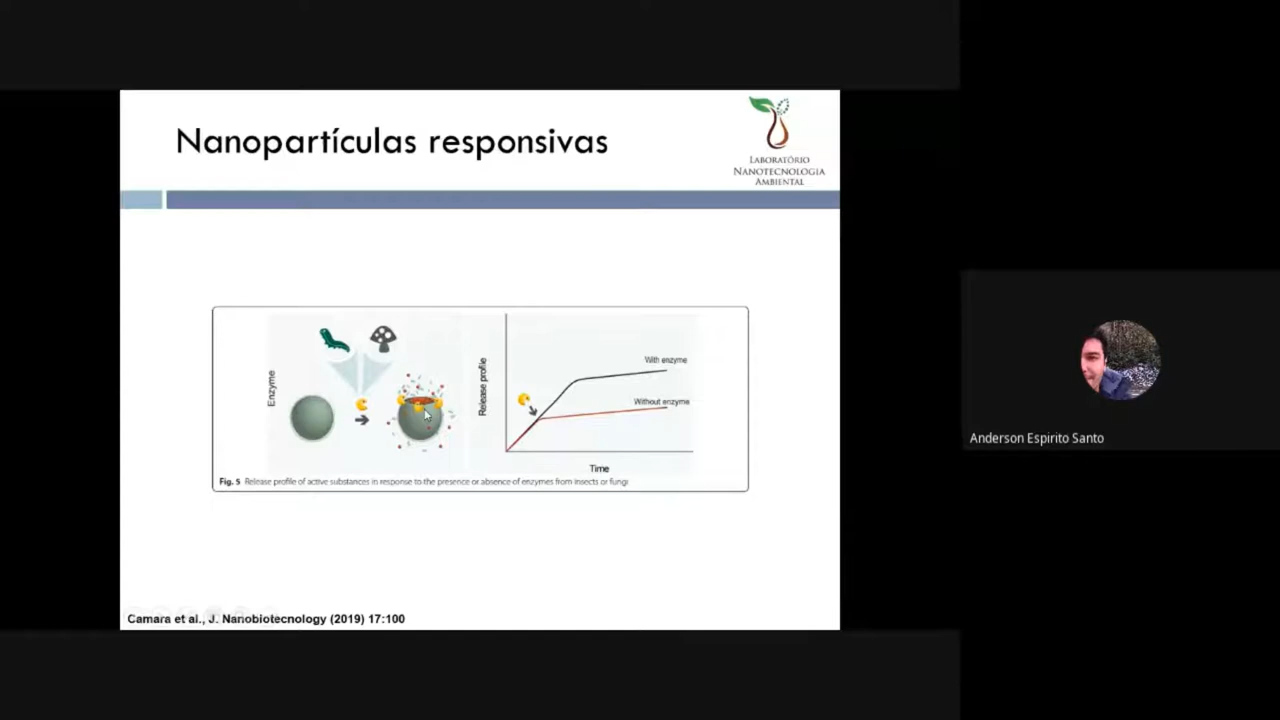 Nanopartículas responsivas
LABORATÓRIO
NANOTECNOLOGIA
AMBIENTAL
Enzyme
Release profile
With enzyme
Without enzyme
Time
Fig. 5 Release profile of active substances in response to the presence or absence of enzymes from insects or fungi
Camara et al., J. Nanobiotecnology (2019) 17:100
Anderson Espirito Santo